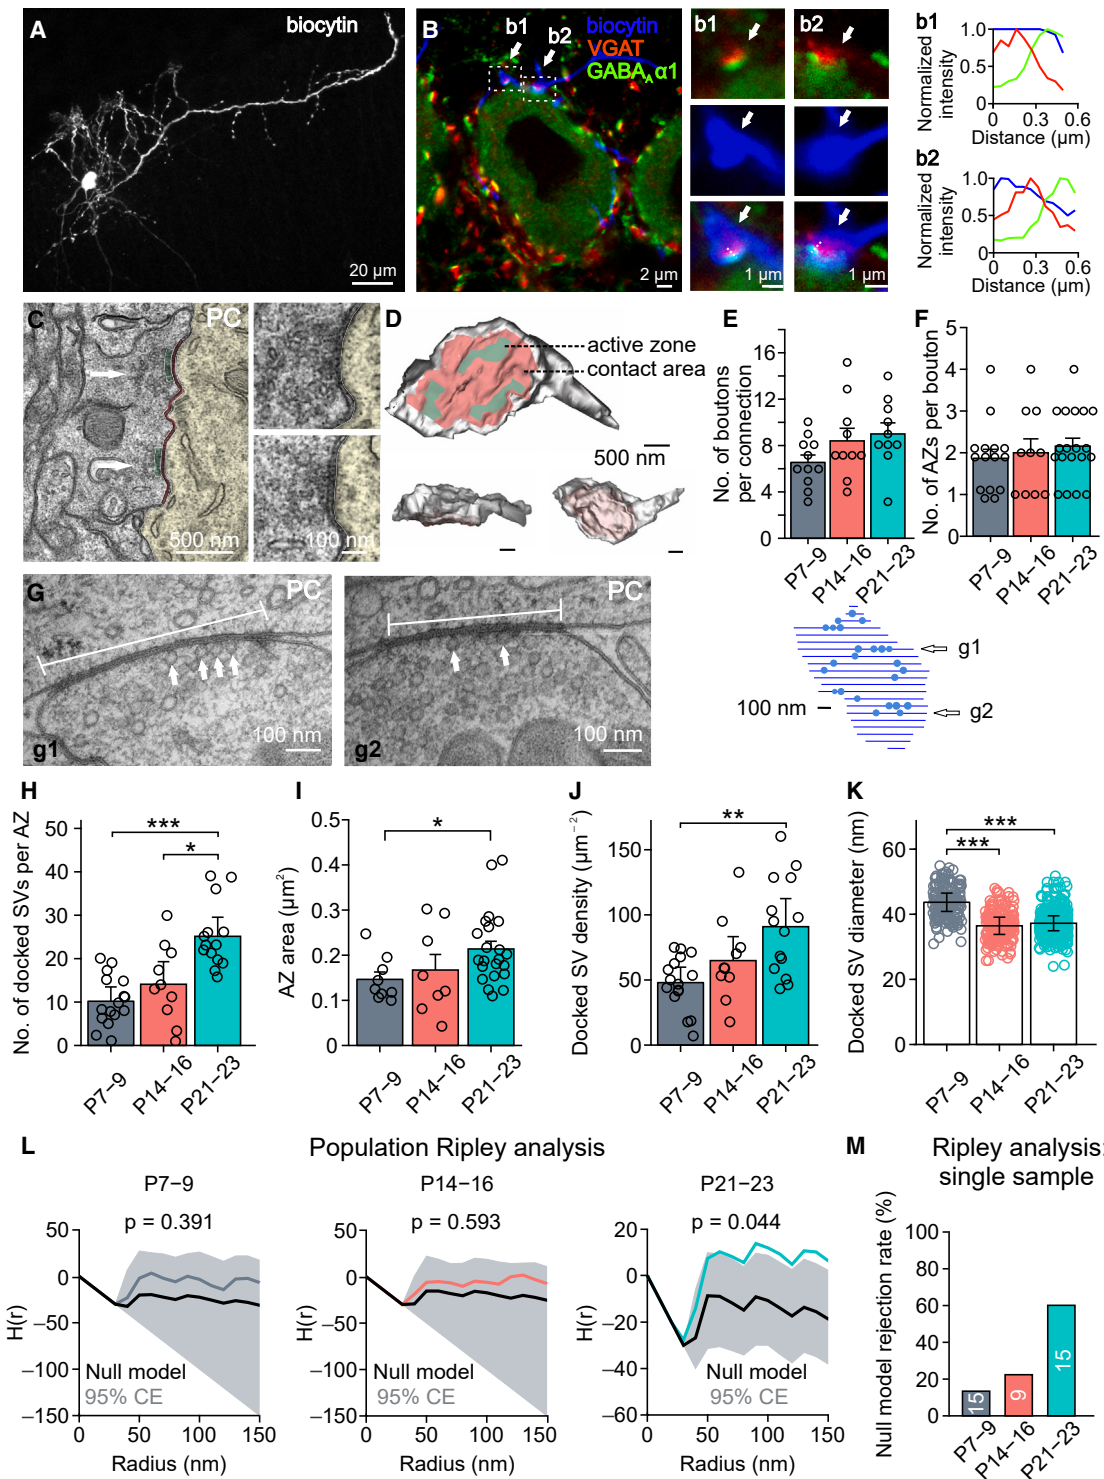 A
biocytin
20 µm
B
b1
b2
biocytin
VGAT
GABAAα1
2 µm
b1
b2
1 µm
1 µm
b1
Normalized
intensity
1.0
0.5
0
0
0.3
0.6
Distance (µm)
b2
Normalized
intensity
1.0
0.5
0
0
0.3
0.6
Distance (µm)
C
PC
500 nm
100 nm
D
active zone
contact area
500 nm
E
No. of boutons
per connection
16
12
8
4
0
P7−9
P14−16
P21−23
F
No. of AZs per bouton
5
4
3
2
1
0
P7−9
P14−16
P21−23
G
PC
g1
100 nm
PC
g2
100 nm
g1
g2
100 nm
H
No. of docked SVs per AZ
50
40
30
20
10
0
***
*
P7−9
P14−16
P21−23
I
AZ area (µm²)
0.5
0.4
0.3
0.2
0.1
0
*
P7−9
P14−16
P21−23
J
Docked SV density (µm⁻²)
150
100
50
0
**
P7−9
P14−16
P21−23
K
Docked SV diameter (nm)
60
40
20
0
***
***
P7−9
P14−16
P21−23
L
Population Ripley analysis
P7−9
p = 0.391
H(r)
50
0
−50
−100
−150
Null model
95% CE
0
50
100
150
Radius (nm)
P14−16
p = 0.593
H(r)
50
0
−50
−100
−150
Null model
95% CE
0
50
100
150
Radius (nm)
P21−23
p = 0.044
H(r)
20
0
−20
−40
−60
Null model
95% CE
0
50
100
150
Radius (nm)
M
Ripley analysis:
single sample
Null model rejection rate (%)
100
80
60
40
20
0
15
9
15
P7−9
P14−16
P21−23